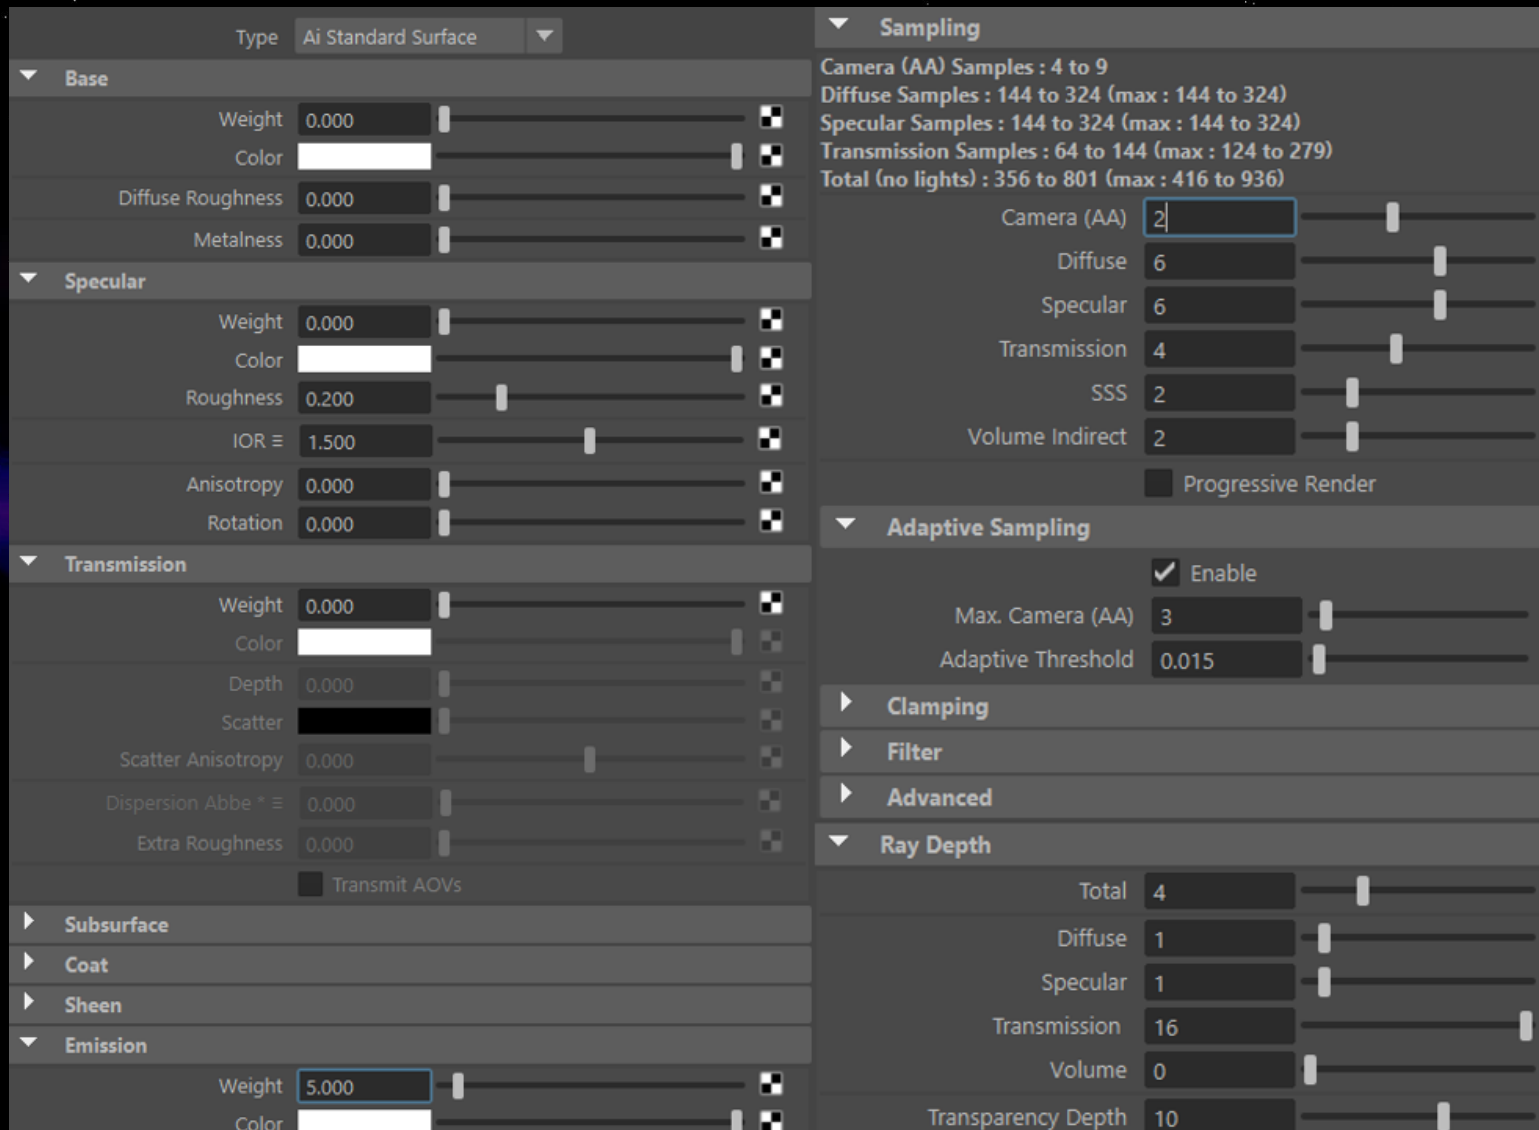 Type Ai Standard Surface
Base
Weight 0.000
Color
Diffuse Roughness 0.000
Metalness 0.000
Specular
Weight 0.000
Color
Roughness 0.200
IOR ≡ 1.500
Anisotropy 0.000
Rotation 0.000
Transmission
Weight 0.000
Color
Depth 0.000
Scatter
Scatter Anisotropy 0.000
Dispersion Abbe * ≡ 0.000
Extra Roughness 0.000
Transmit AOVs
Subsurface
Coat
Sheen
Emission
Weight 5.000
Color
Sampling
Camera (AA) Samples : 4 to 9
Diffuse Samples : 144 to 324 (max : 144 to 324)
Specular Samples : 144 to 324 (max : 144 to 324)
Transmission Samples : 64 to 144 (max : 124 to 279)
Total (no lights) : 356 to 801 (max : 416 to 936)
Camera (AA) 2
Diffuse 6
Specular 6
Transmission 4
SSS 2
Volume Indirect 2
Progressive Render
Adaptive Sampling
Enable
Max. Camera (AA) 3
Adaptive Threshold 0.015
Clamping
Filter
Advanced
Ray Depth
Total 4
Diffuse 1
Specular 1
Transmission 16
Volume 0
Transparency Depth 10